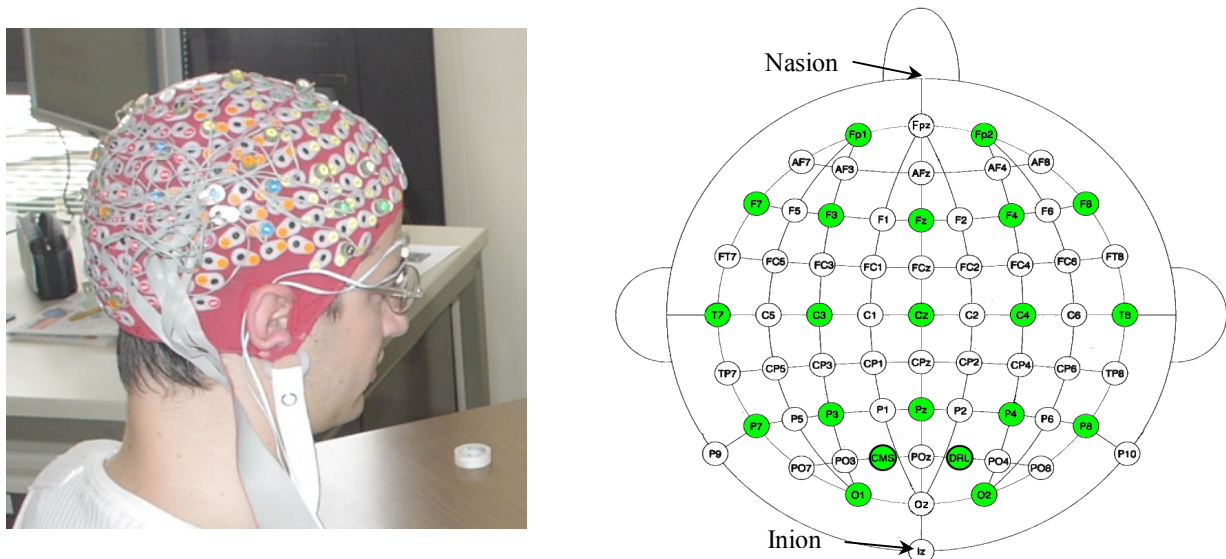 Nasion
Fpz
Fp1 Fp2
AF7 AF3 AFz AF4 AF8
F7 F5 F3 F1 Fz F2 F4 F6 F8
FT7 FC5 FC3 FC1 FCz FC2 FC4 FC6 FT8
T7 C5 C3 C1 Cz C2 C4 C6 T8
TP7 CP5 CP3 CP1 CPz CP2 CP4 CP6 TP8
P7 P5 P3 P1 Pz P2 P4 P6 P8
P9 PO7 PO3 CMS POz DRL PO4 PO8 P10
O1 Oz O2
Inion Iz